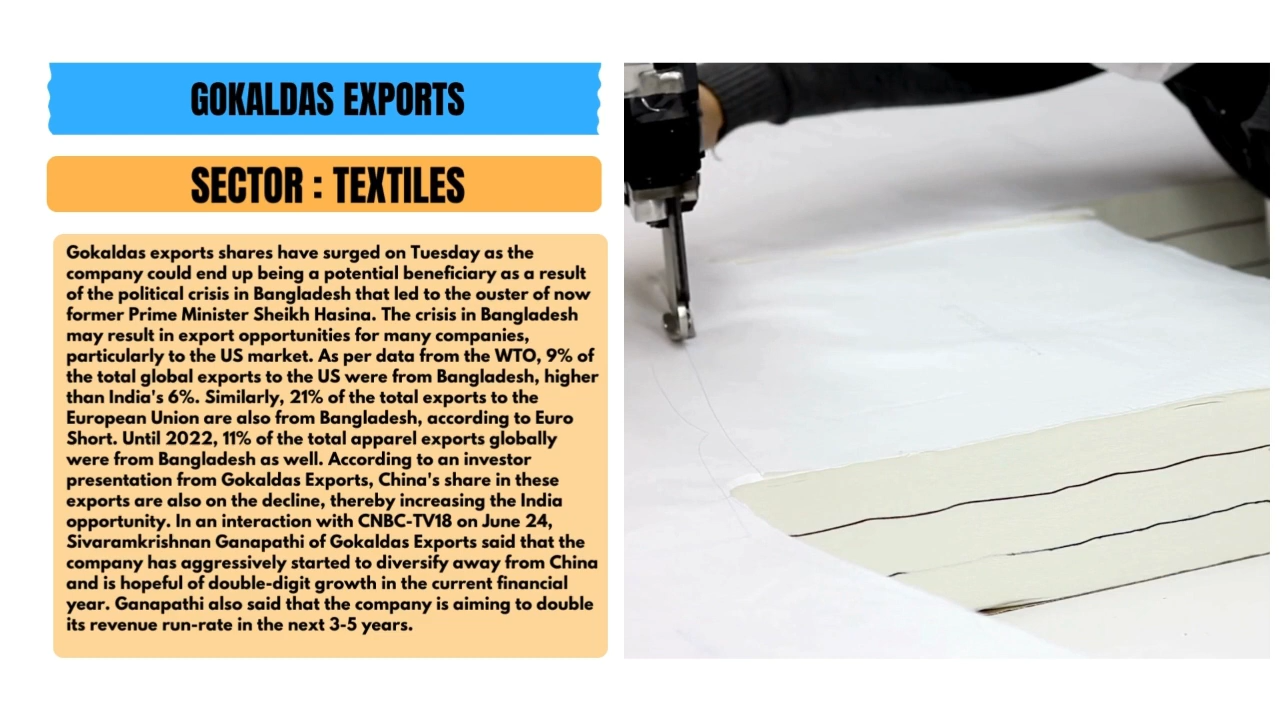 GOKALDAS EXPORTS
SECTOR : TEXTILES
Gokaldas exports shares have surged on Tuesday as the
company could end up being a potential beneficiary as a result
of the political crisis in Bangladesh that led to the ouster of now
former Prime Minister Sheikh Hasina. The crisis in Bangladesh
may result in export opportunities for many companies,
particularly to the US market. As per data from the WTO, 9% of
the total global exports to the US were from Bangladesh, higher
than India's 6%. Similarly, 21% of the total exports to the
European Union are also from Bangladesh, according to Euro
Short. Until 2022, 11% of the total apparel exports globally
were from Bangladesh as well. According to an investor
presentation from Gokaldas Exports, China's share in these
exports are also on the decline, thereby increasing the India
opportunity. In an interaction with CNBC-TV18 on June 24,
Sivaramkrishnan Ganapathi of Gokaldas Exports said that the
company has aggressively started to diversify away from China
and is hopeful of double-digit growth in the current financial
year. Ganapathi also said that the company is aiming to double
its revenue run-rate in the next 3-5 years.